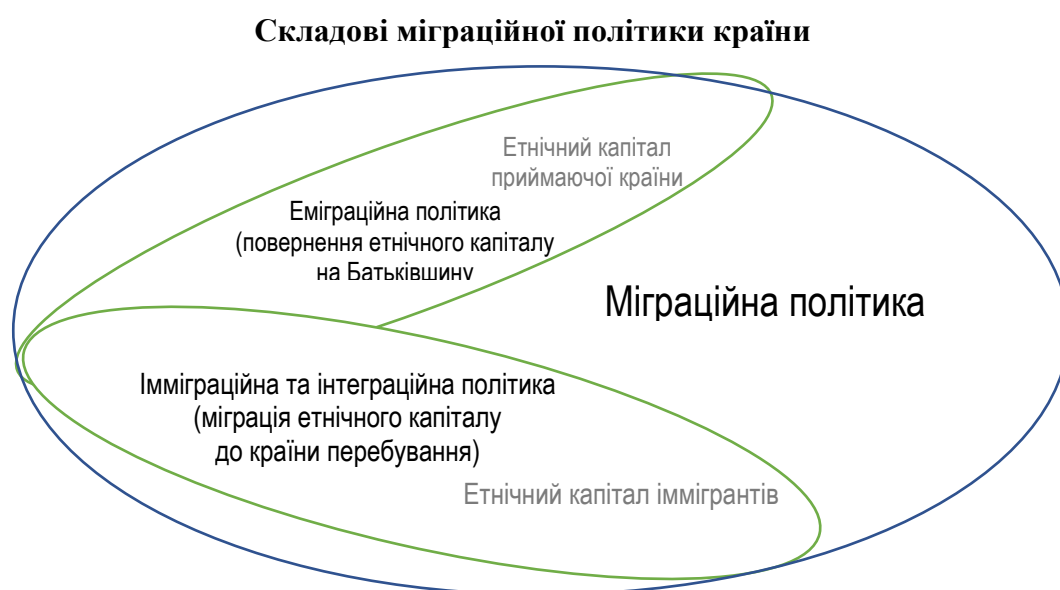 Складові міграційної політики країни
Етнічний капітал
приймаючої країни
Еміграційна політика
(повернення етнічного капіталу
на Батьківщину
Міграційна політика
Імміграційна та інтеграційна політика
(міграція етнічного капіталу
до країни перебування)
Етнічний капітал іммігрантів